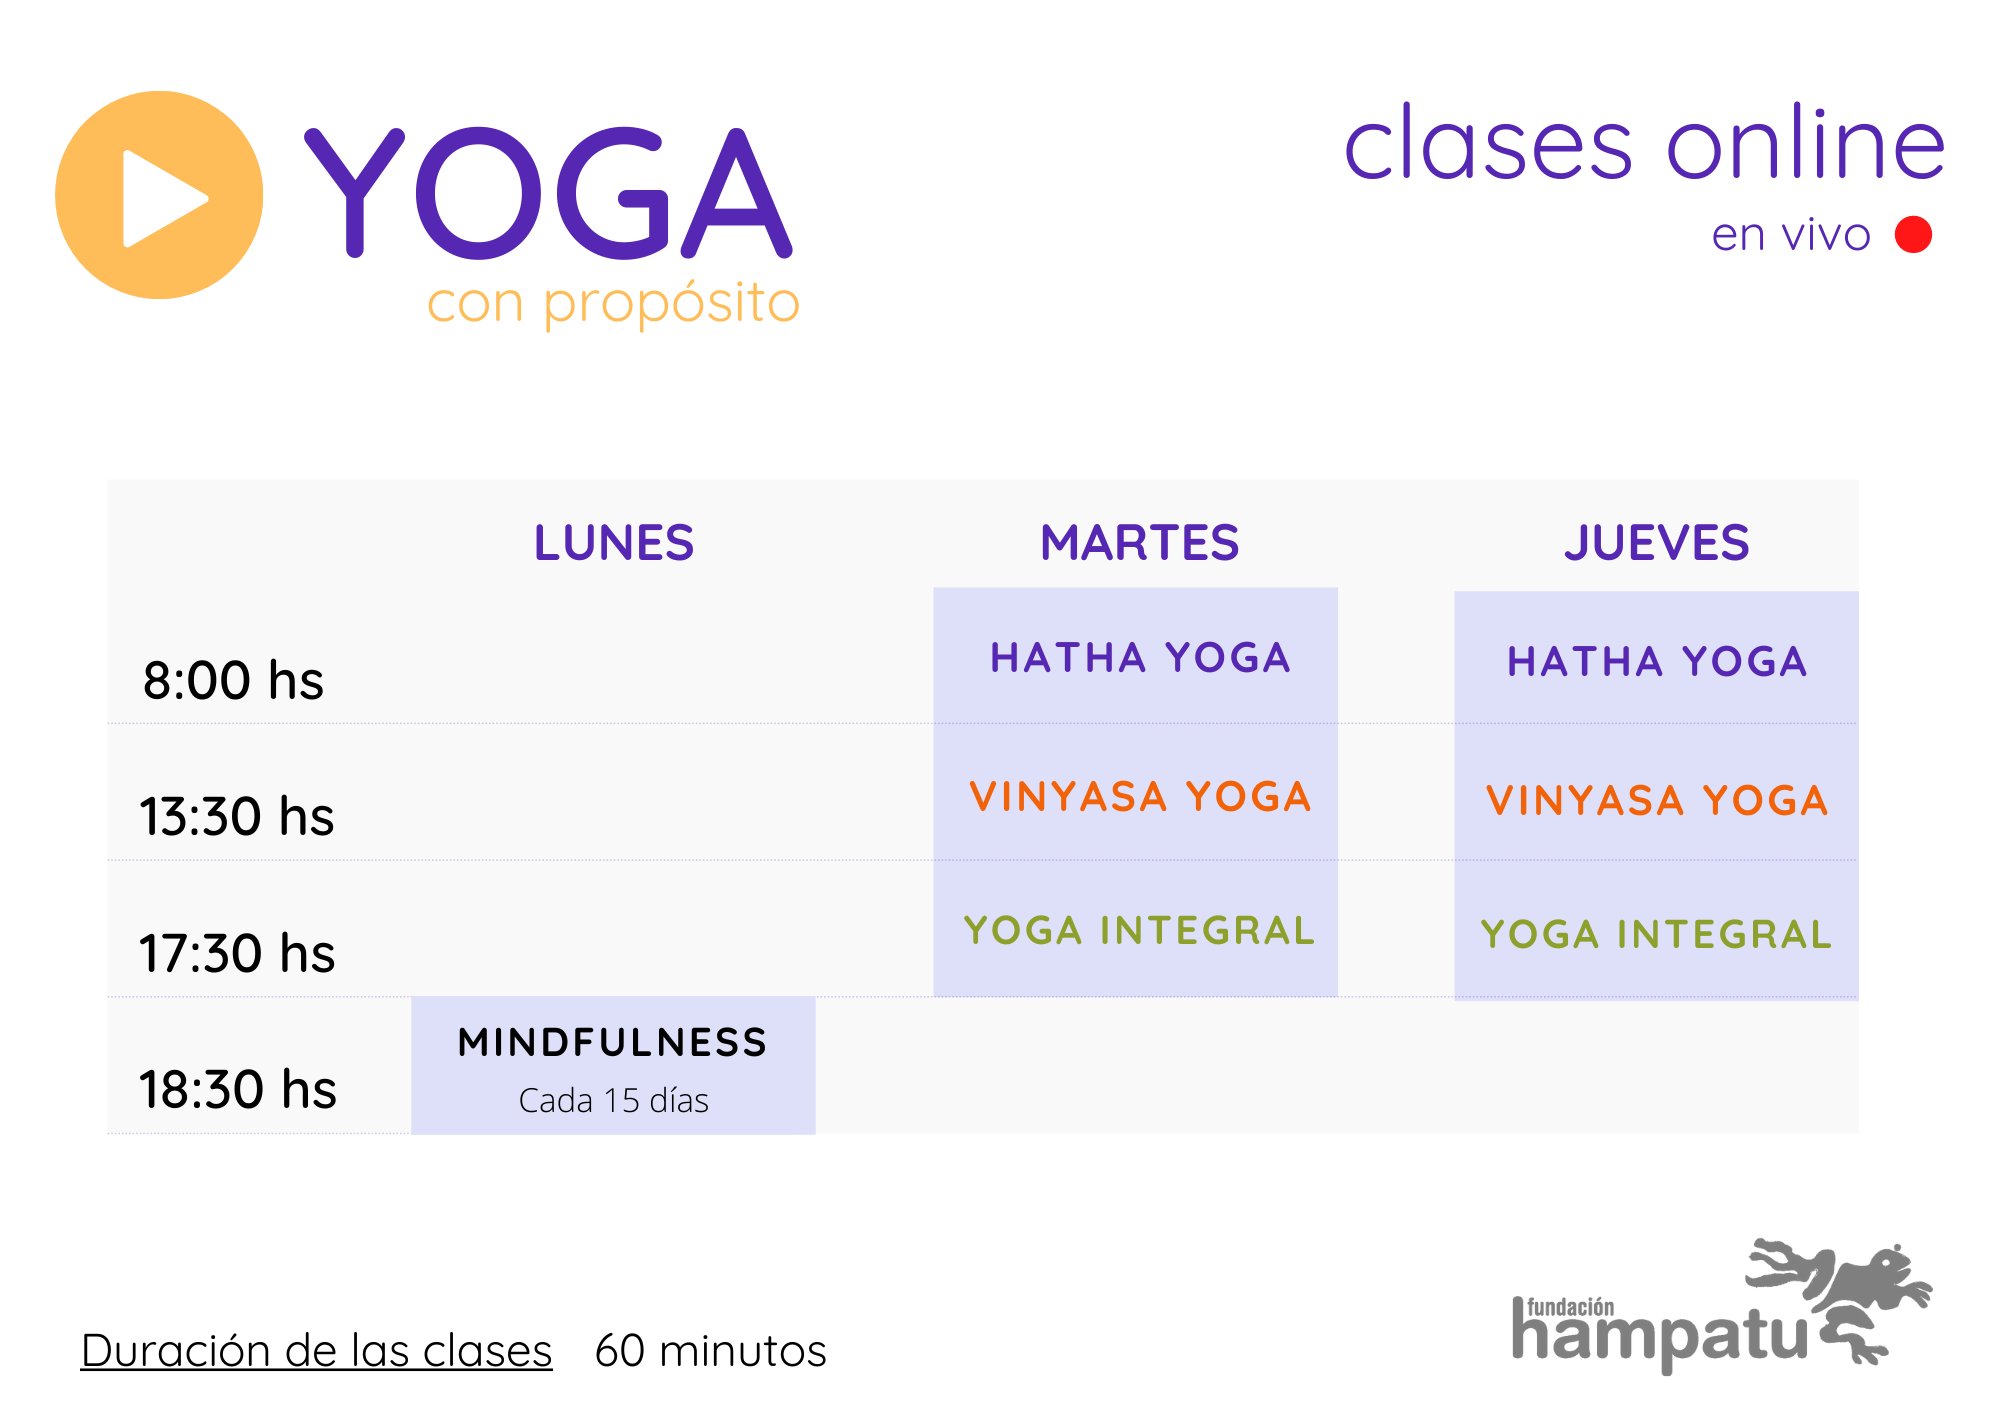 YOGA
con propósito
clases online
en vivo
LUNES MARTES JUEVES
8:00 hs HATHA YOGA HATHA YOGA
13:30 hs VINYASA YOGA VINYASA YOGA
17:30 hs YOGA INTEGRAL YOGA INTEGRAL
18:30 hs MINDFULNESS
Cada 15 días
Duración de las clases 60 minutos
fundación
hampatu